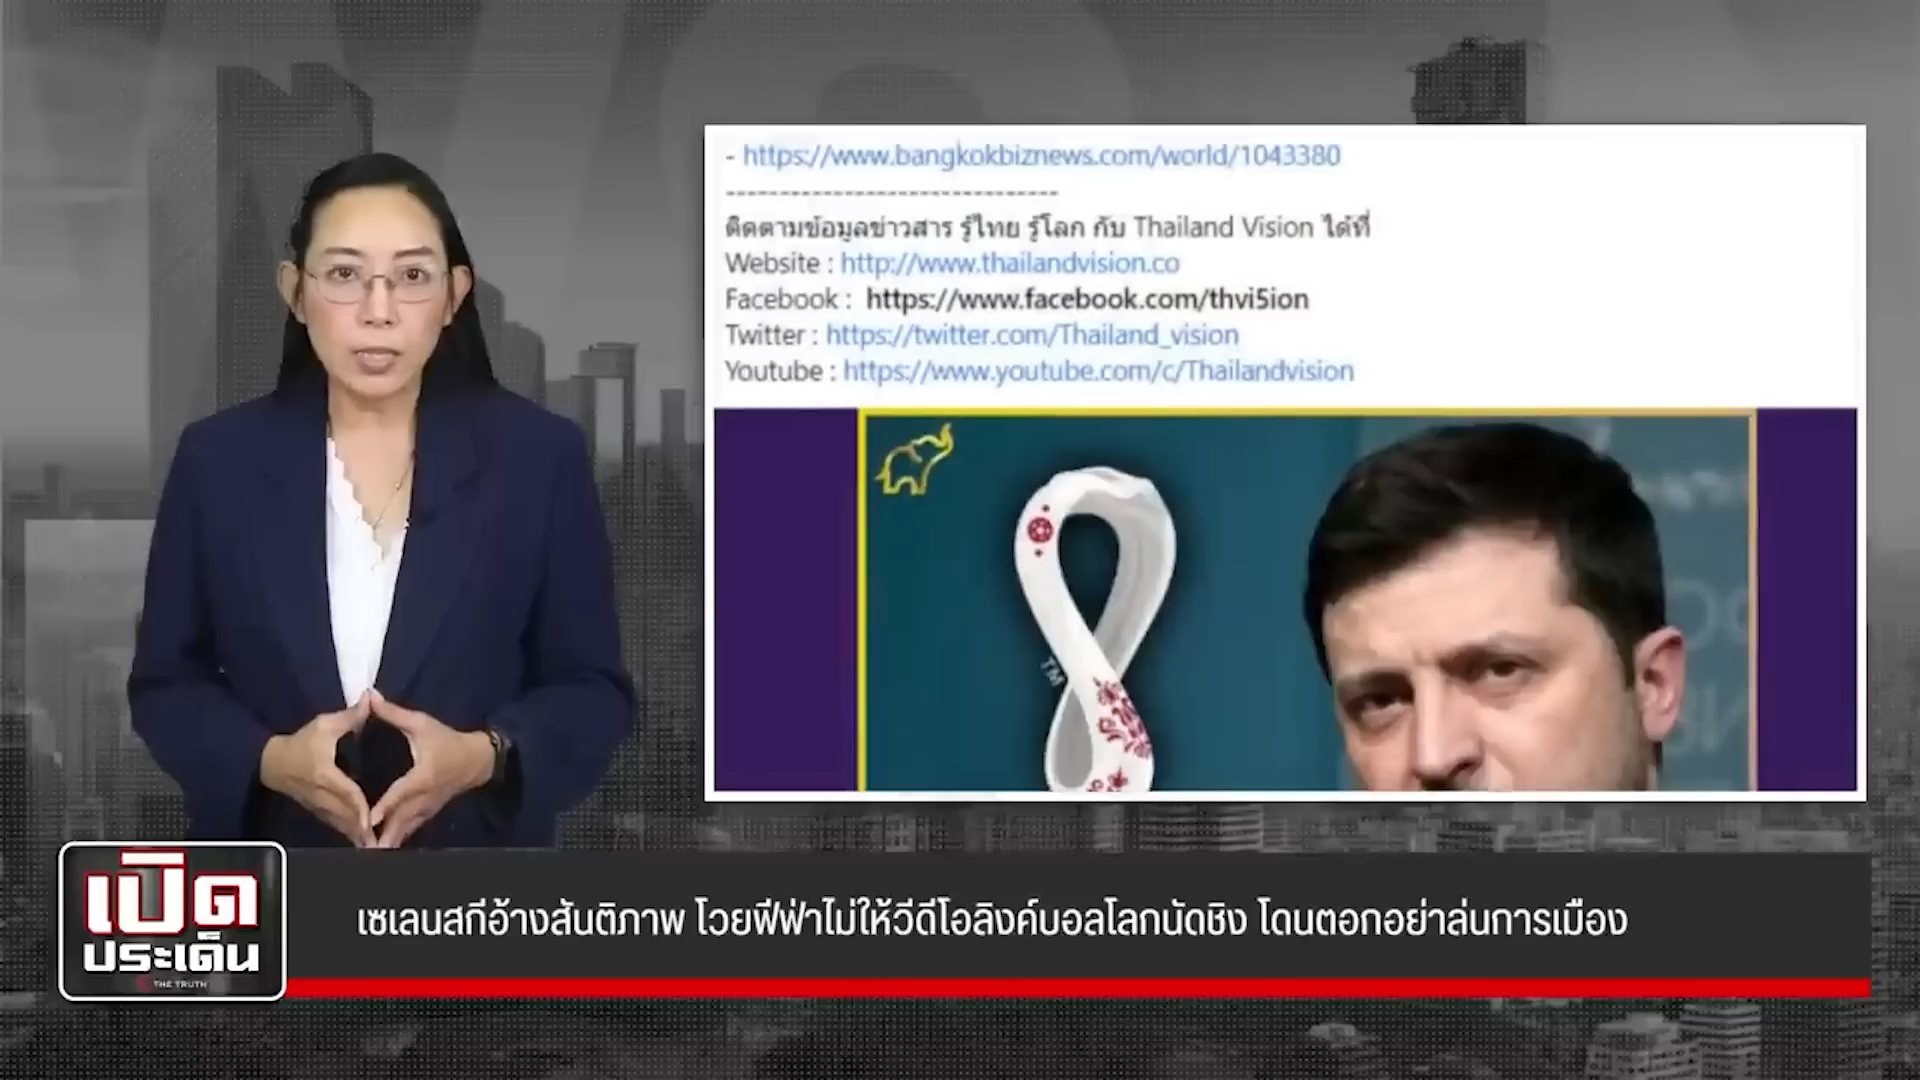 - https://www.bangkokbiznews.com/world/1043380
--------------------------------
ติดตามข้อมูลข่าวสาร รู้ไทย รู้โลก กับ Thailand Vision ได้ที่
Website : http://www.thailandvision.co
Facebook : https://www.facebook.com/thvi5ion
Twitter : https://twitter.com/Thailand_vision
Youtube : https://www.youtube.com/c/Thailandvision
TM
เปิด
ประเด็น
THE TRUTH
เซเลนสกีอ้างสันติภาพ โวยฟีฟ่าไม่ให้วีดีโอลิงค์บอลโลกนัดชิง โดนตอกอย่าเล่นการเมือง